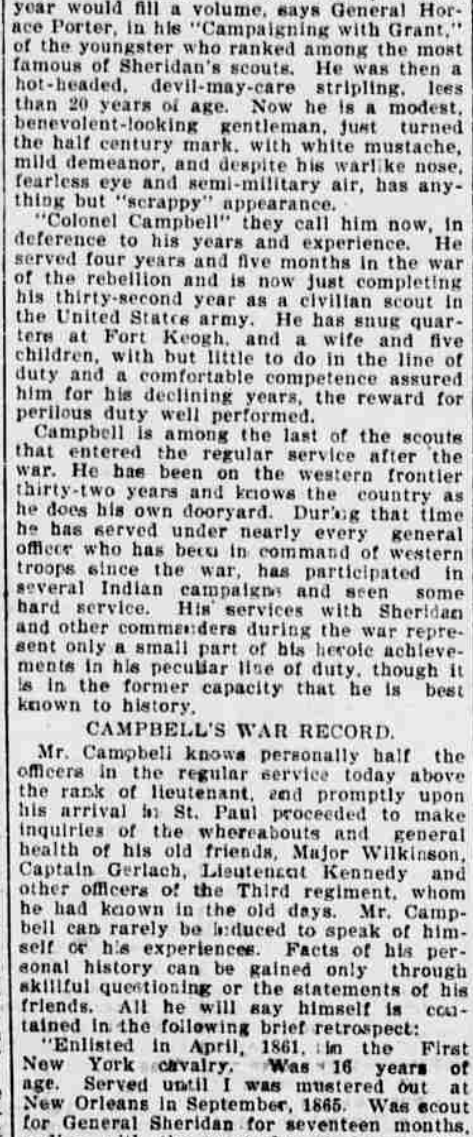 year would fill a volume, says General Hor-
ace Porter, in his "Campaigning with Grant,"
of the youngster who ranked among the most
famous of Sheridan's scouts. He was then a
hot-headed, devil-may-care stripling, less
than 20 years of age. Now he is a modest,
benevolent-looking gentleman, just turned
the half century mark, with white mustache,
mild demeanor, and despite his warlike nose,
fearless eye and semi-military air, has any-
thing but "scrappy" appearance.
"Colonel Campbell" they call him now, in
deference to his years and experience. He
served four years and five months in the war
of the rebellion and is now just completing
his thirty-second year as a civilian scout in
the United States army. He has snug quar-
ters at Fort Keogh, and a wife and five
children, with but little to do in the line of
duty and a comfortable competence assured
him for his declining years, the reward for
perilous duty well performed.
Campbell is among the last of the scouts
that entered the regular service after the
war. He has been on the western frontier
thirty-two years and knows the country as
he does his own dooryard. During that time
he has served under nearly every general
officer who has been in command of western
troops since the war, has participated in
several Indian campaigns and seen some
hard service. His services with Sheridan
and other commanders during the war repre-
sent only a small part of his heroic achieve-
ments in his peculiar line of duty, though it
is in the former capacity that he is best
known to history.
CAMPBELL'S WAR RECORD.
Mr. Campbell knows personally half the
officers in the regular service today above
the rank of lieutenant, and promptly upon
his arrival in St. Paul proceeded to make
inquiries of the whereabouts and general
health of his old friends, Major Wilkinson,
Captain Gerlach, Lieutenant Kennedy and
other officers of the Third regiment, whom
he had known in the old days. Mr. Camp-
bell can rarely be induced to speak of him-
self or his experiences. Facts of his per-
sonal history can be gained only through
skillful questioning or the statements of his
friends. All he will say himself is con-
tained in the following brief retrospect:
"Enlisted in April, 1861, in the First
New York cavalry. Was 16 years of
age. Served until I was mustered out at
New Orleans in September, 1865. Was scout
for General Sheridan for seventeen months,